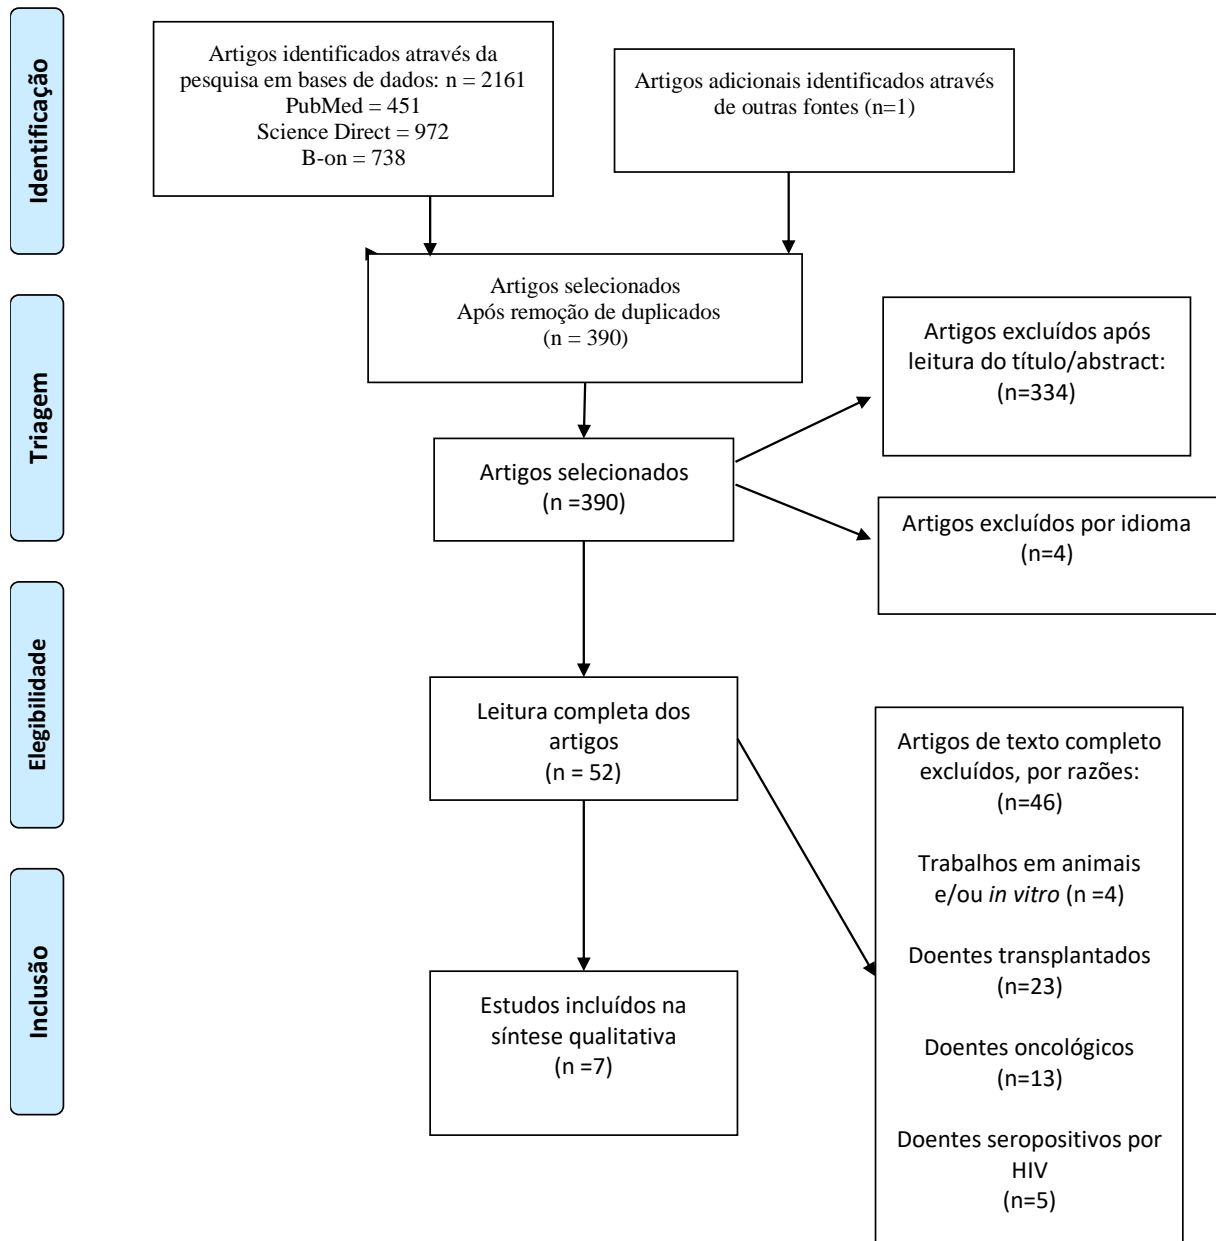 Identificação
Artigos identificados através da
pesquisa em bases de dados: n = 2161
PubMed = 451
Science Direct = 972
B-on = 738
Artigos adicionais identificados através
de outras fontes (n=1)
Triagem
Artigos selecionados
Após remoção de duplicados
(n = 390)
Artigos excluídos após
leitura do título/abstract:
(n=334)
Artigos selecionados
(n =390)
Artigos excluídos por idioma
(n=4)
Elegibilidade
Leitura completa dos
artigos
(n = 52)
Artigos de texto completo
excluídos, por razões:
(n=46)
Trabalhos em animais
e/ou in vitro (n =4)
Doentes transplantados
(n=23)
Doentes oncológicos
(n=13)
Doentes seropositivos por
HIV
(n=5)
Inclusão
Estudos incluídos na
síntese qualitativa
(n =7)